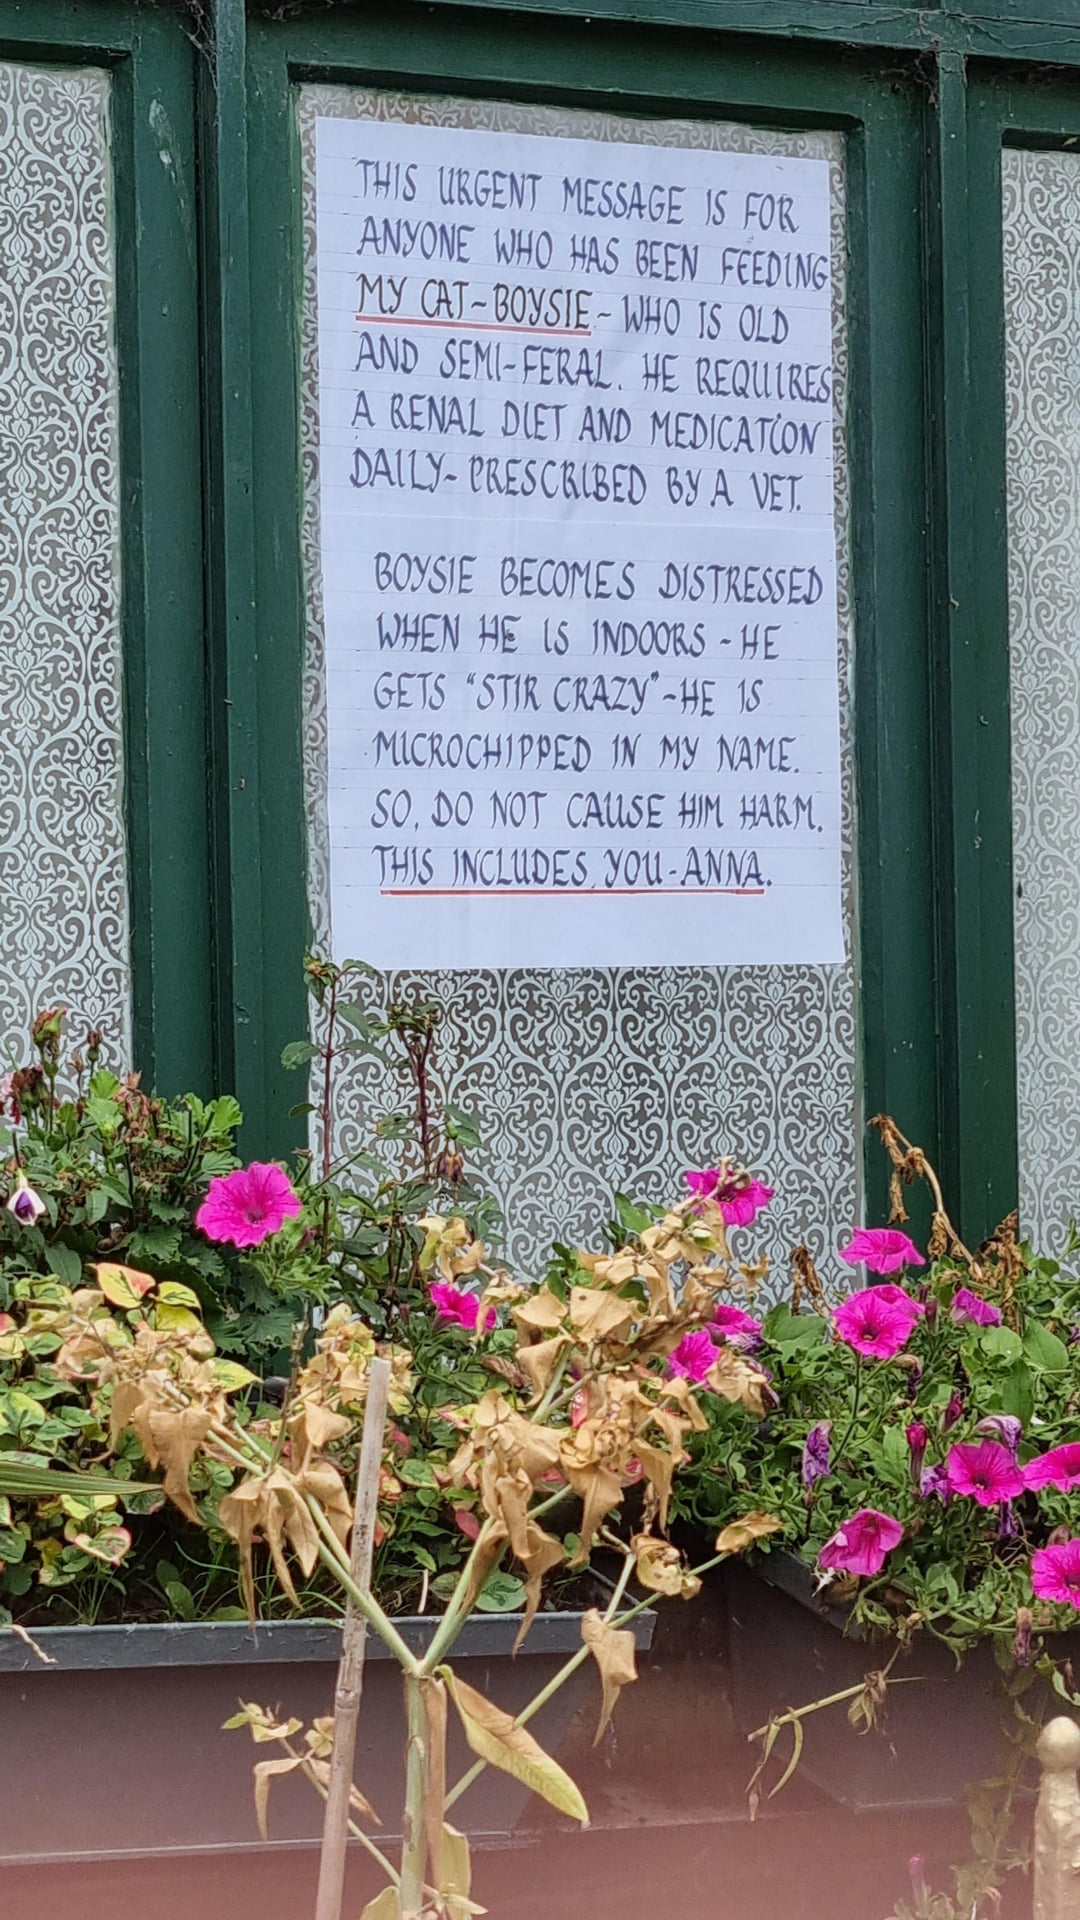 THIS URGENT MESSAGE IS FOR
ANYONE WHO HAS BEEN FEEDING
MY CAT~BOYSIE~WHO IS OLD
AND SEMI-FERAL. HE REQUIRES
A RENAL DIET AND MEDICATION
DAILY~PRESCRIBED BY A VET.
BOYSIE BECOMES DISTRESSED
WHEN HE IS INDOORS - HE
GETS "STIR CRAZY"~HE IS
MICROCHIPPED IN MY NAME.
SO, DO NOT CAUSE HIM HARM.
THIS INCLUDES, YOU-ANNA.